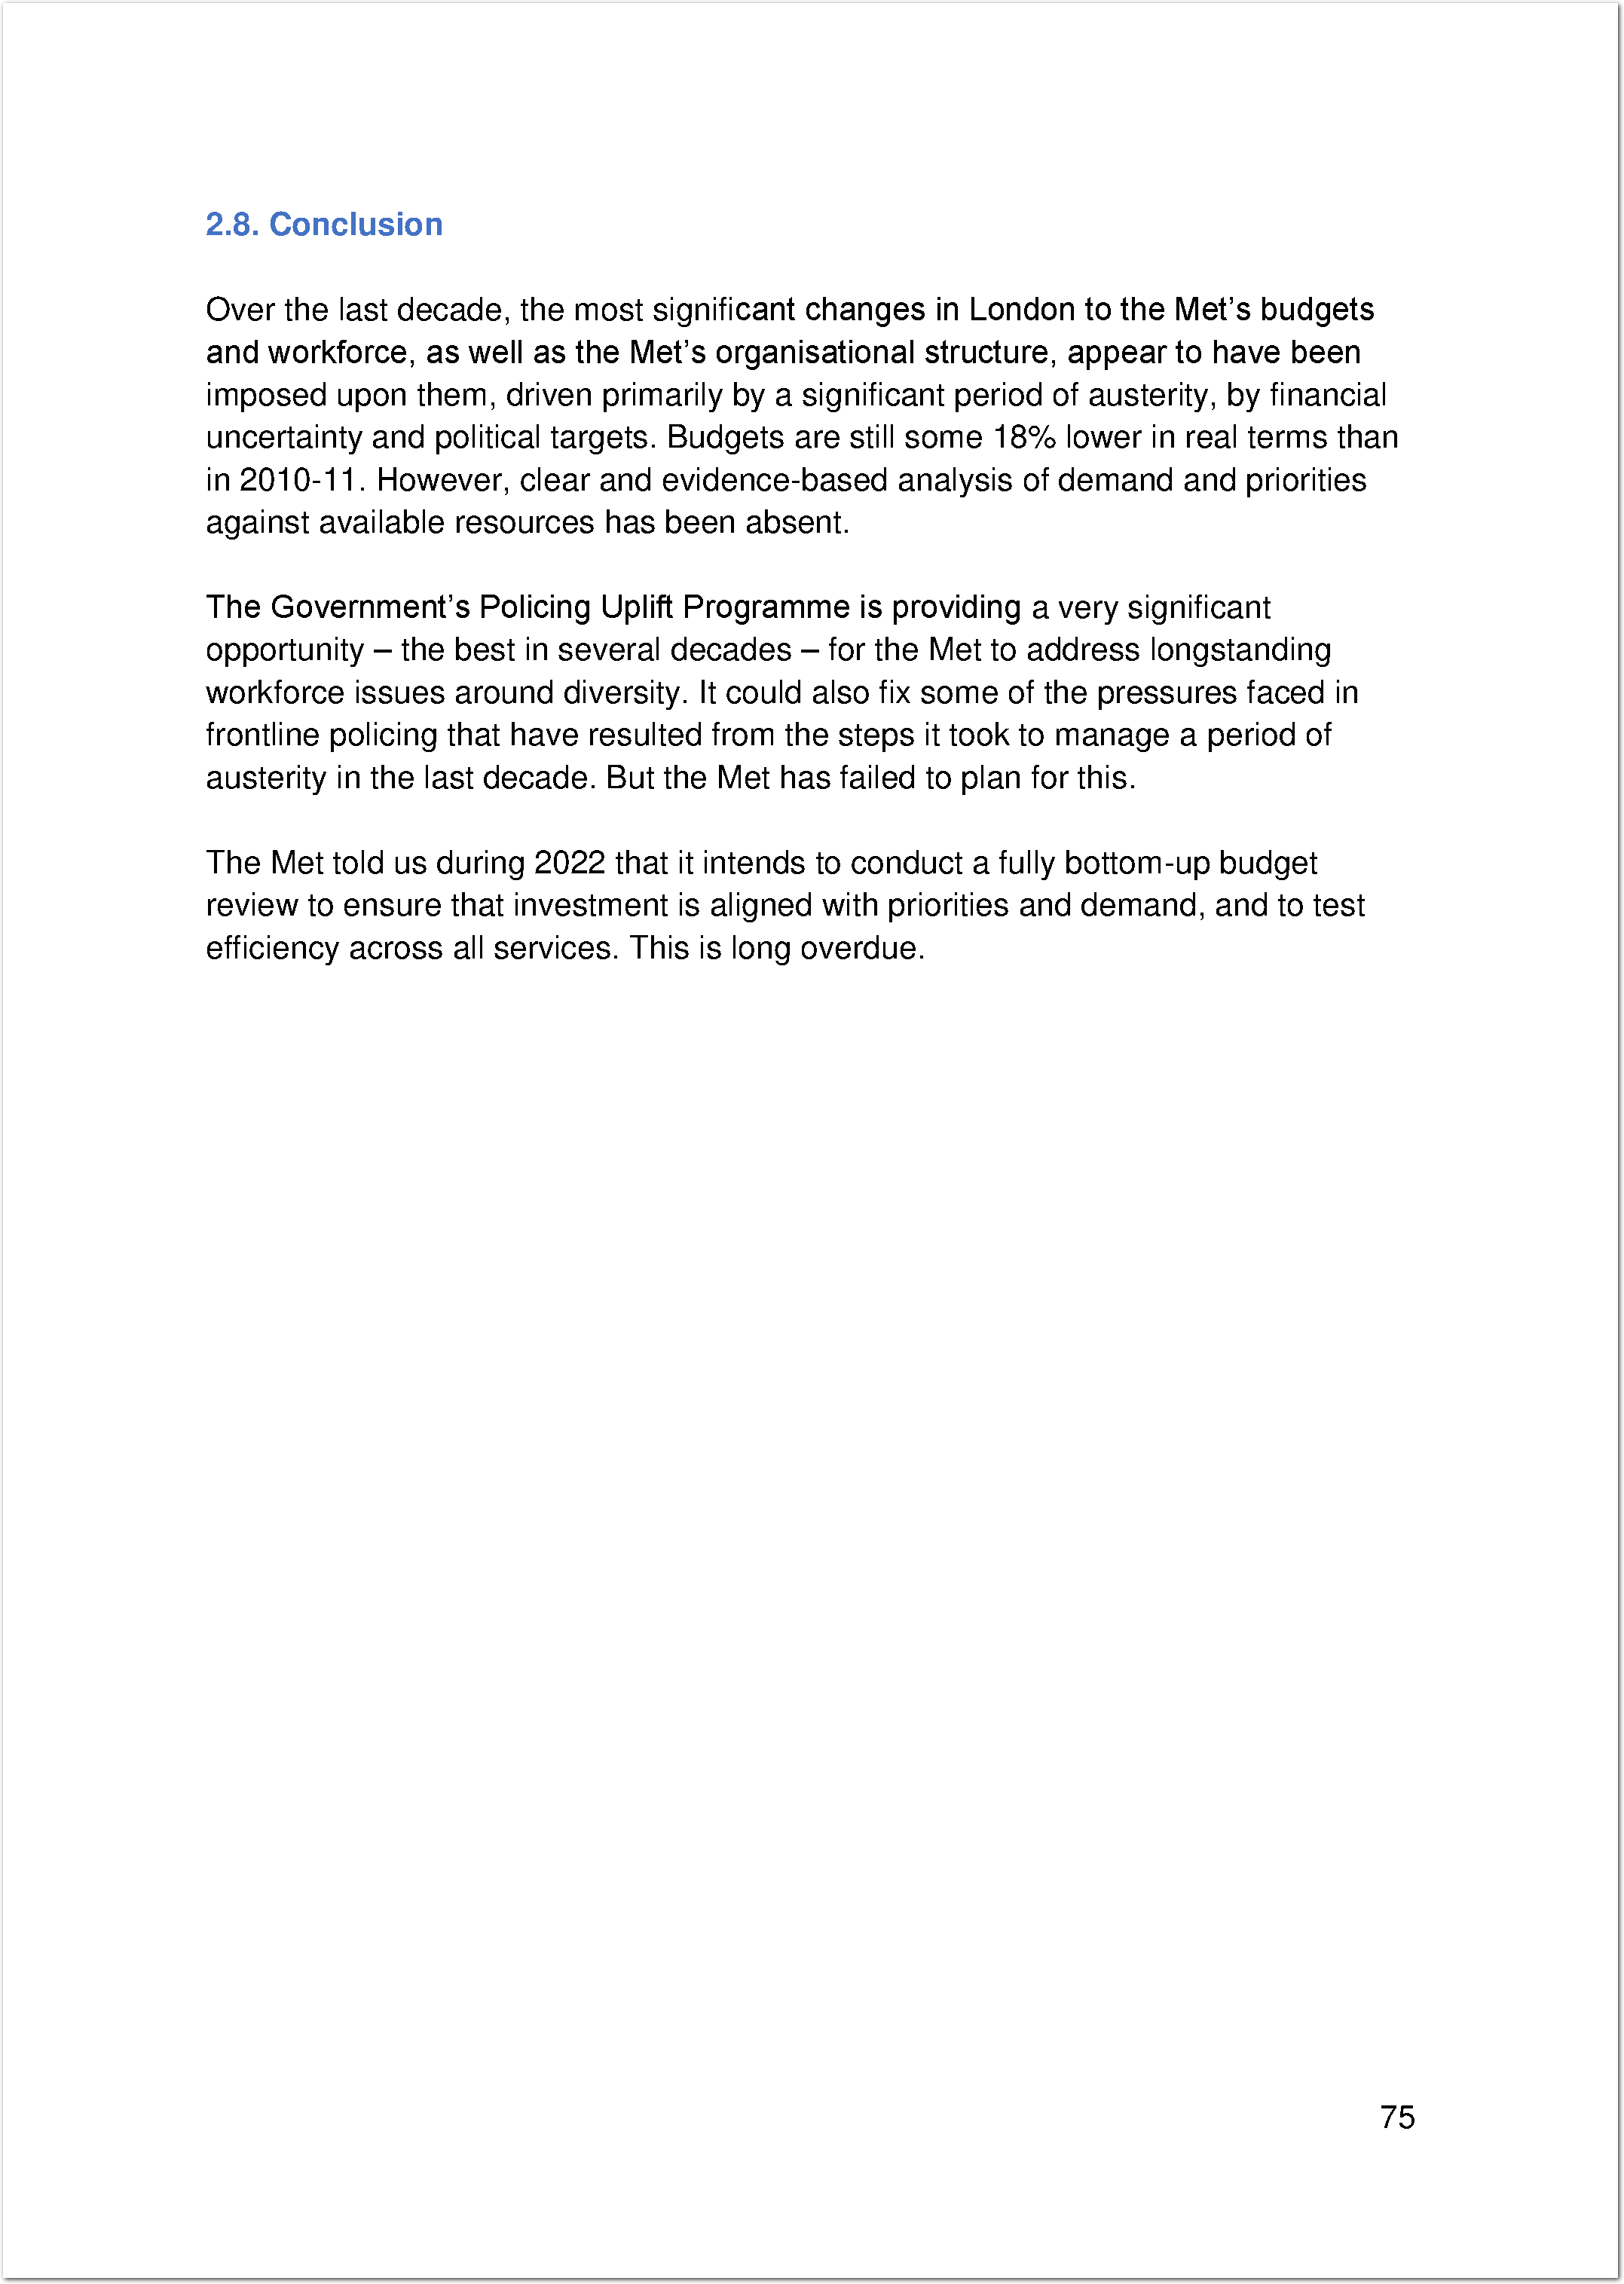 2.8. Conclusion
Over the last decade, the most significant changes in London to the Met’s budgets
and workforce, as well as the Met’s organisational structure, appear to have been
imposed upon them, driven primarily by a significant period of austerity, by financial
uncertainty and political targets. Budgets are still some 18% lower in real terms than
in 2010-11. However, clear and evidence-based analysis of demand and priorities
against available resources has been absent.
The Government’s Policing Uplift Programme is providing a very significant
opportunity – the best in several decades – for the Met to address longstanding
workforce issues around diversity. It could also fix some of the pressures faced in
frontline policing that have resulted from the steps it took to manage a period of
austerity in the last decade. But the Met has failed to plan for this.
The Met told us during 2022 that it intends to conduct a fully bottom-up budget
review to ensure that investment is aligned with priorities and demand, and to test
efficiency across all services. This is long overdue.
75